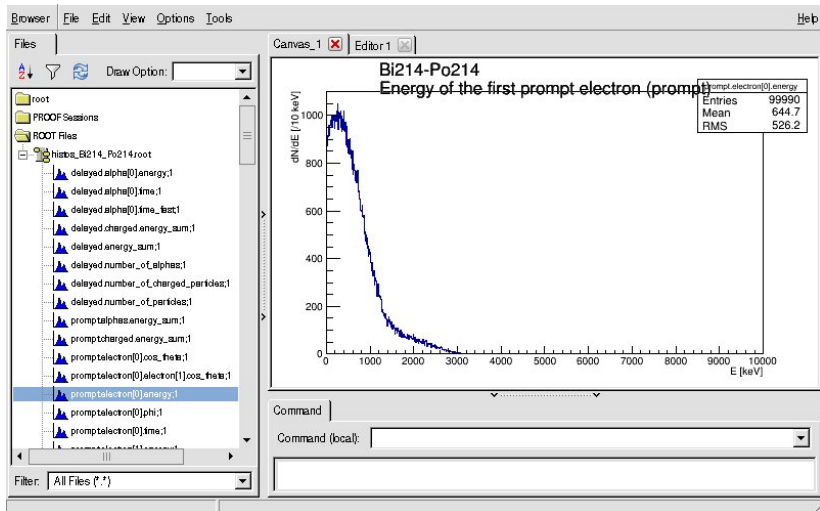 Browser File Edit View Options Tools Help
Files
Draw Option:
root
PROOF Sessions
ROOT Files
histos_Bi214_Po214.root
delayed.alpha[0].energy;1
delayed.alpha[0].time;1
delayed.alpha[0].time_fast;1
delayed.charged.energy_sum;1
delayed.energy_sum;1
delayed.number_of_alphas;1
delayed.number_of_charged_particles;1
delayed.number_of_particles;1
prompt.alphas.energy_sum;1
prompt.charged.energy_sum;1
prompt.electron[0].cos_theta;1
prompt.electron[0].electron[1].cos_theta;1
prompt.electron[0].energy;1
prompt.electron[0].phi;1
prompt.electron[0].time;1
Filter: All Files (*.*)
Canvas_1 Editor 1
Bi214-Po214
Energy of the first prompt electron (prompt)
prompt.electron[0].energy
Entries 99990
Mean 644.7
RMS 526.2
dN/dE [/10 keV]
1000
800
600
400
200
0
0 1000 2000 3000 4000 5000 6000 7000 8000 9000 10000
E [keV]
Command
Command (local):